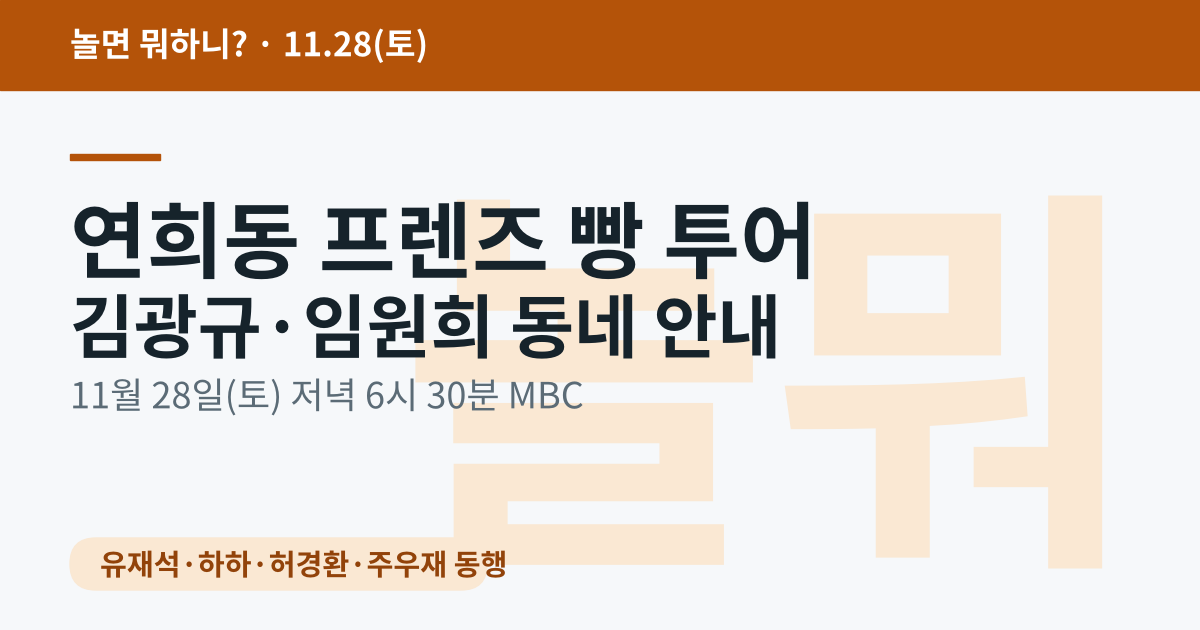 놀면 뭐하니? · 11.28(토)
연희동 프렌즈 빵 투어
김광규·임원희 동네 안내
11월 28일(토) 저녁 6시 30분 MBC
놀뭐
유재석·하하·허경환·주우재 동행